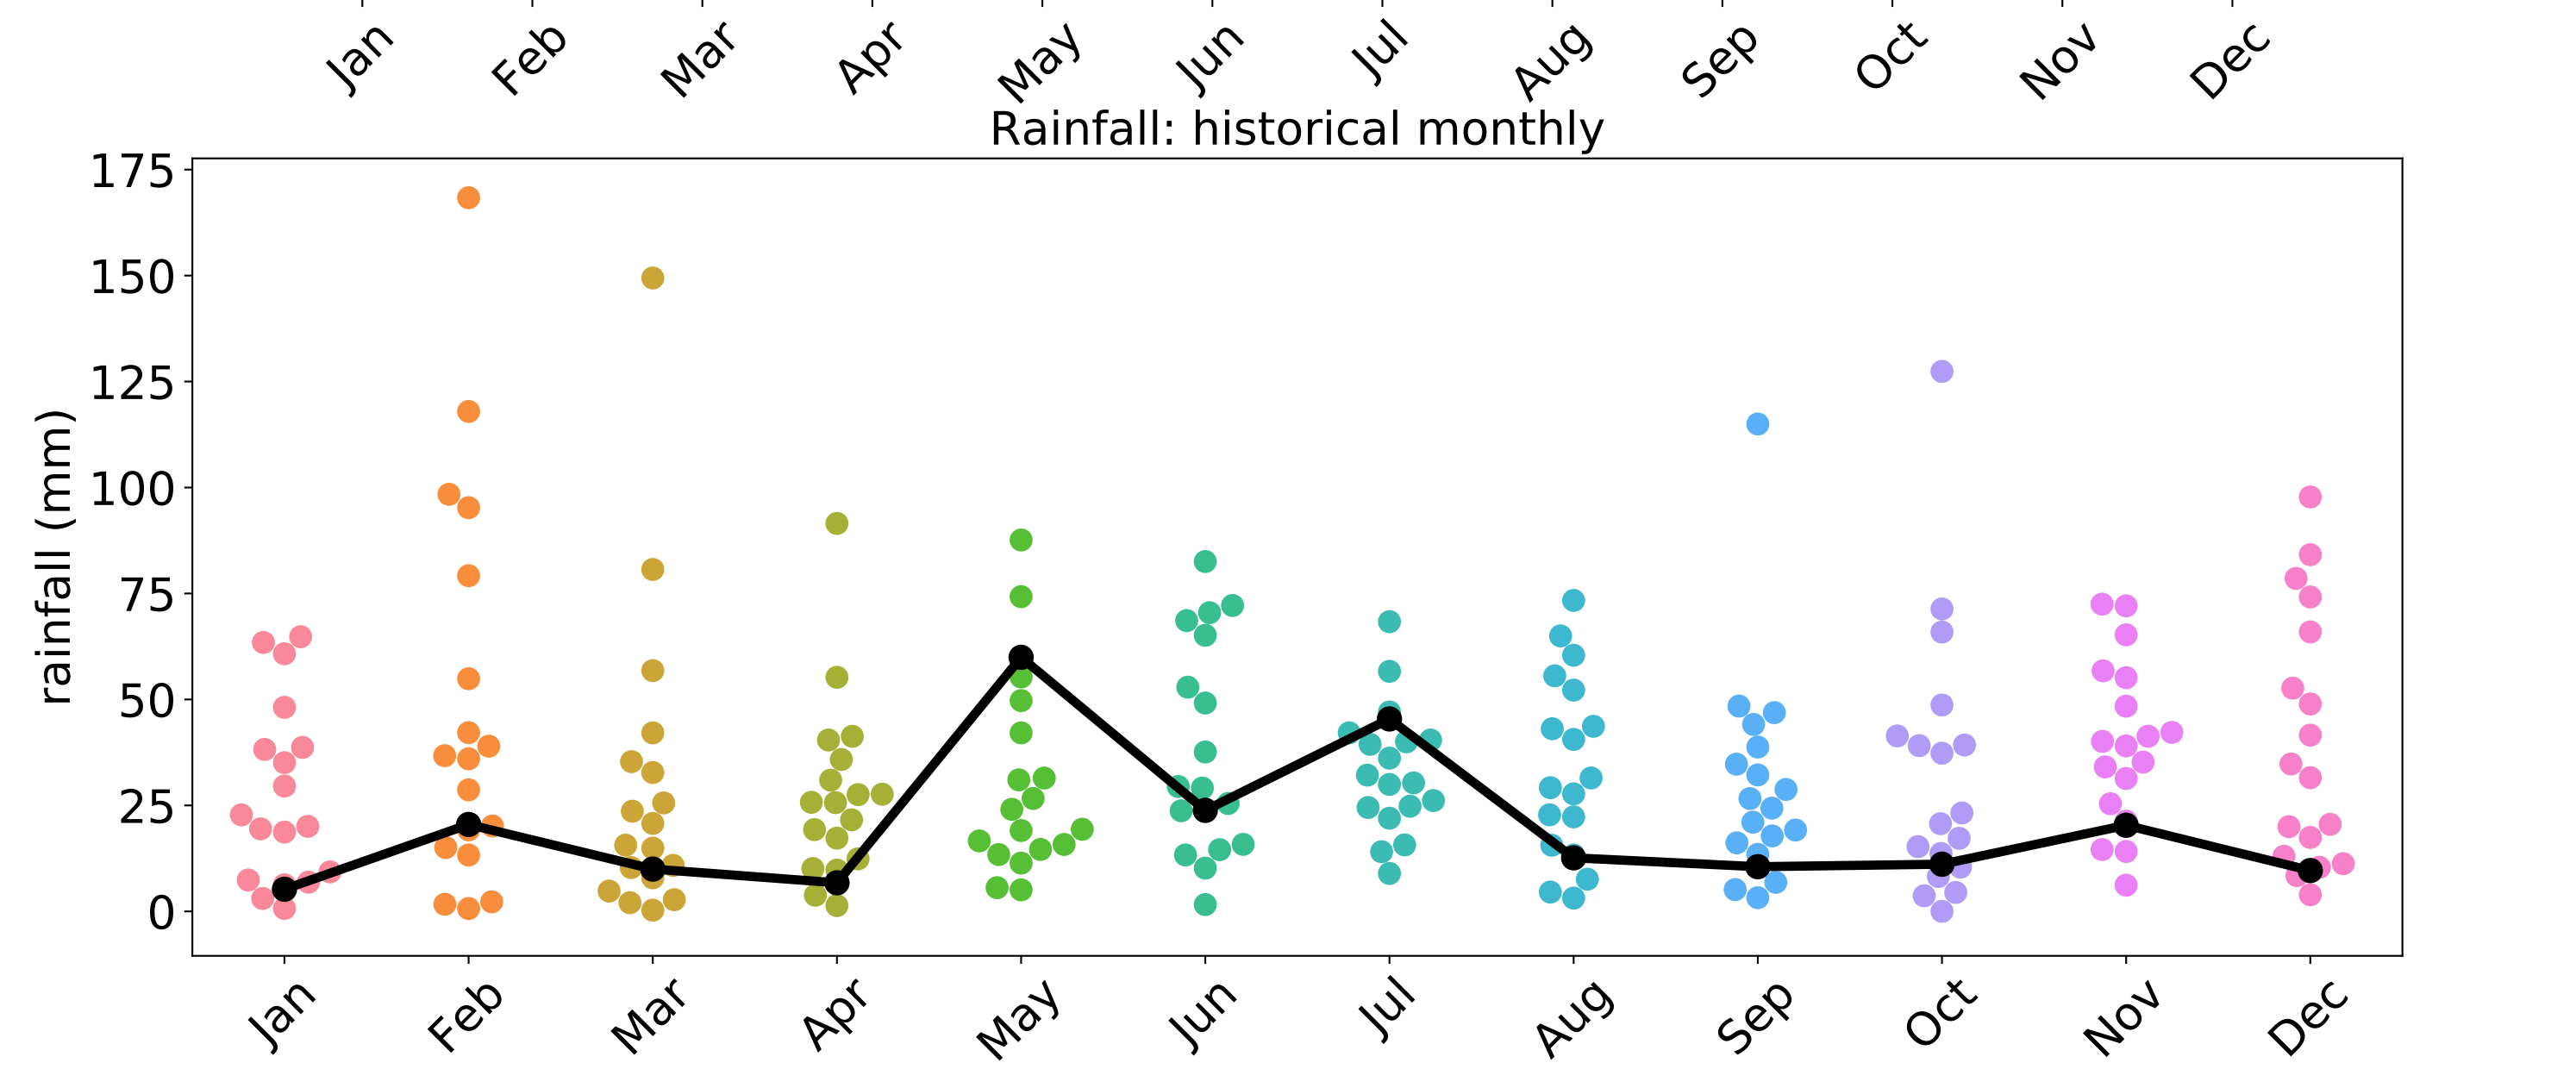 Jan Feb Mar Apr May Jun Jul Aug Sep Oct Nov Dec
Rainfall: historical monthly
rainfall (mm)
175
150
125
100
75
50
25
0
Jan Feb Mar Apr May Jun Jul Aug Sep Oct Nov Dec